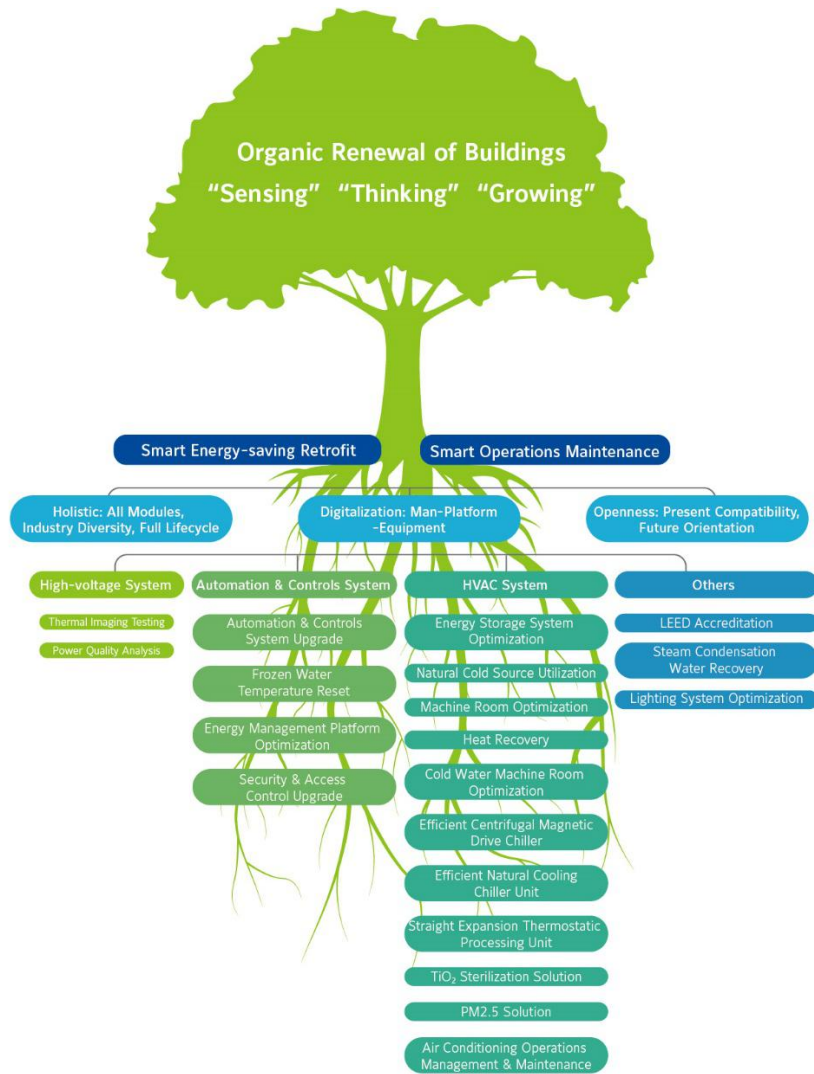 Organic Renewal of Buildings
“Sensing” “Thinking” “Growing”
Smart Energy-saving Retrofit
Smart Operations Maintenance
Holistic: All Modules,
Industry Diversity, Full Lifecycle
Digitalization: Man-Platform
-Equipment
Openness: Present Compatibility,
Future Orientation
High-voltage System
Thermal Imaging Testing
Power Quality Analysis
Automation & Controls System
Automation & Controls
System Upgrade
Frozen Water
Temperature Reset
Energy Management Platform
Optimization
Security & Access
Control Upgrade
HVAC System
Energy Storage System
Optimization
Natural Cold Source Utilization
Machine Room Optimization
Heat Recovery
Cold Water Machine Room
Optimization
Efficient Centrifugal Magnetic
Drive Chiller
Efficient Natural Cooling
Chiller Unit
Straight Expansion Thermostatic
Processing Unit
TiO₂ Sterilization Solution
PM2.5 Solution
Air Conditioning Operations
Management & Maintenance
Others
LEED Accreditation
Steam Condensation
Water Recovery
Lighting System Optimization